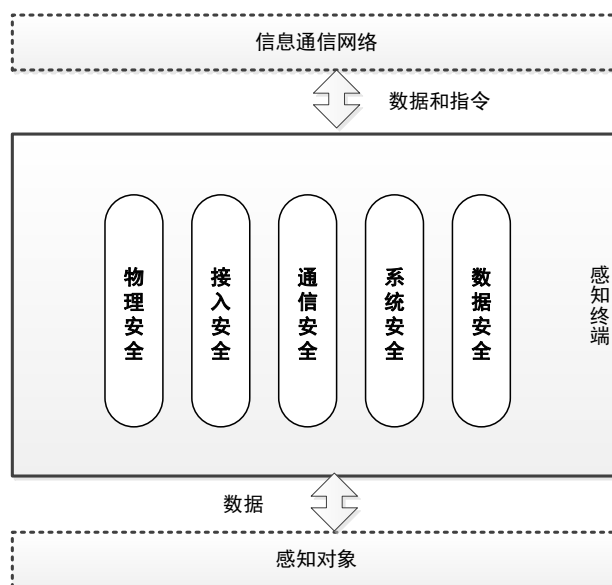 信息通信网络
数据和指令
物理安全
接入安全
通信安全
系统安全
数据安全
感知终端
数据
感知对象